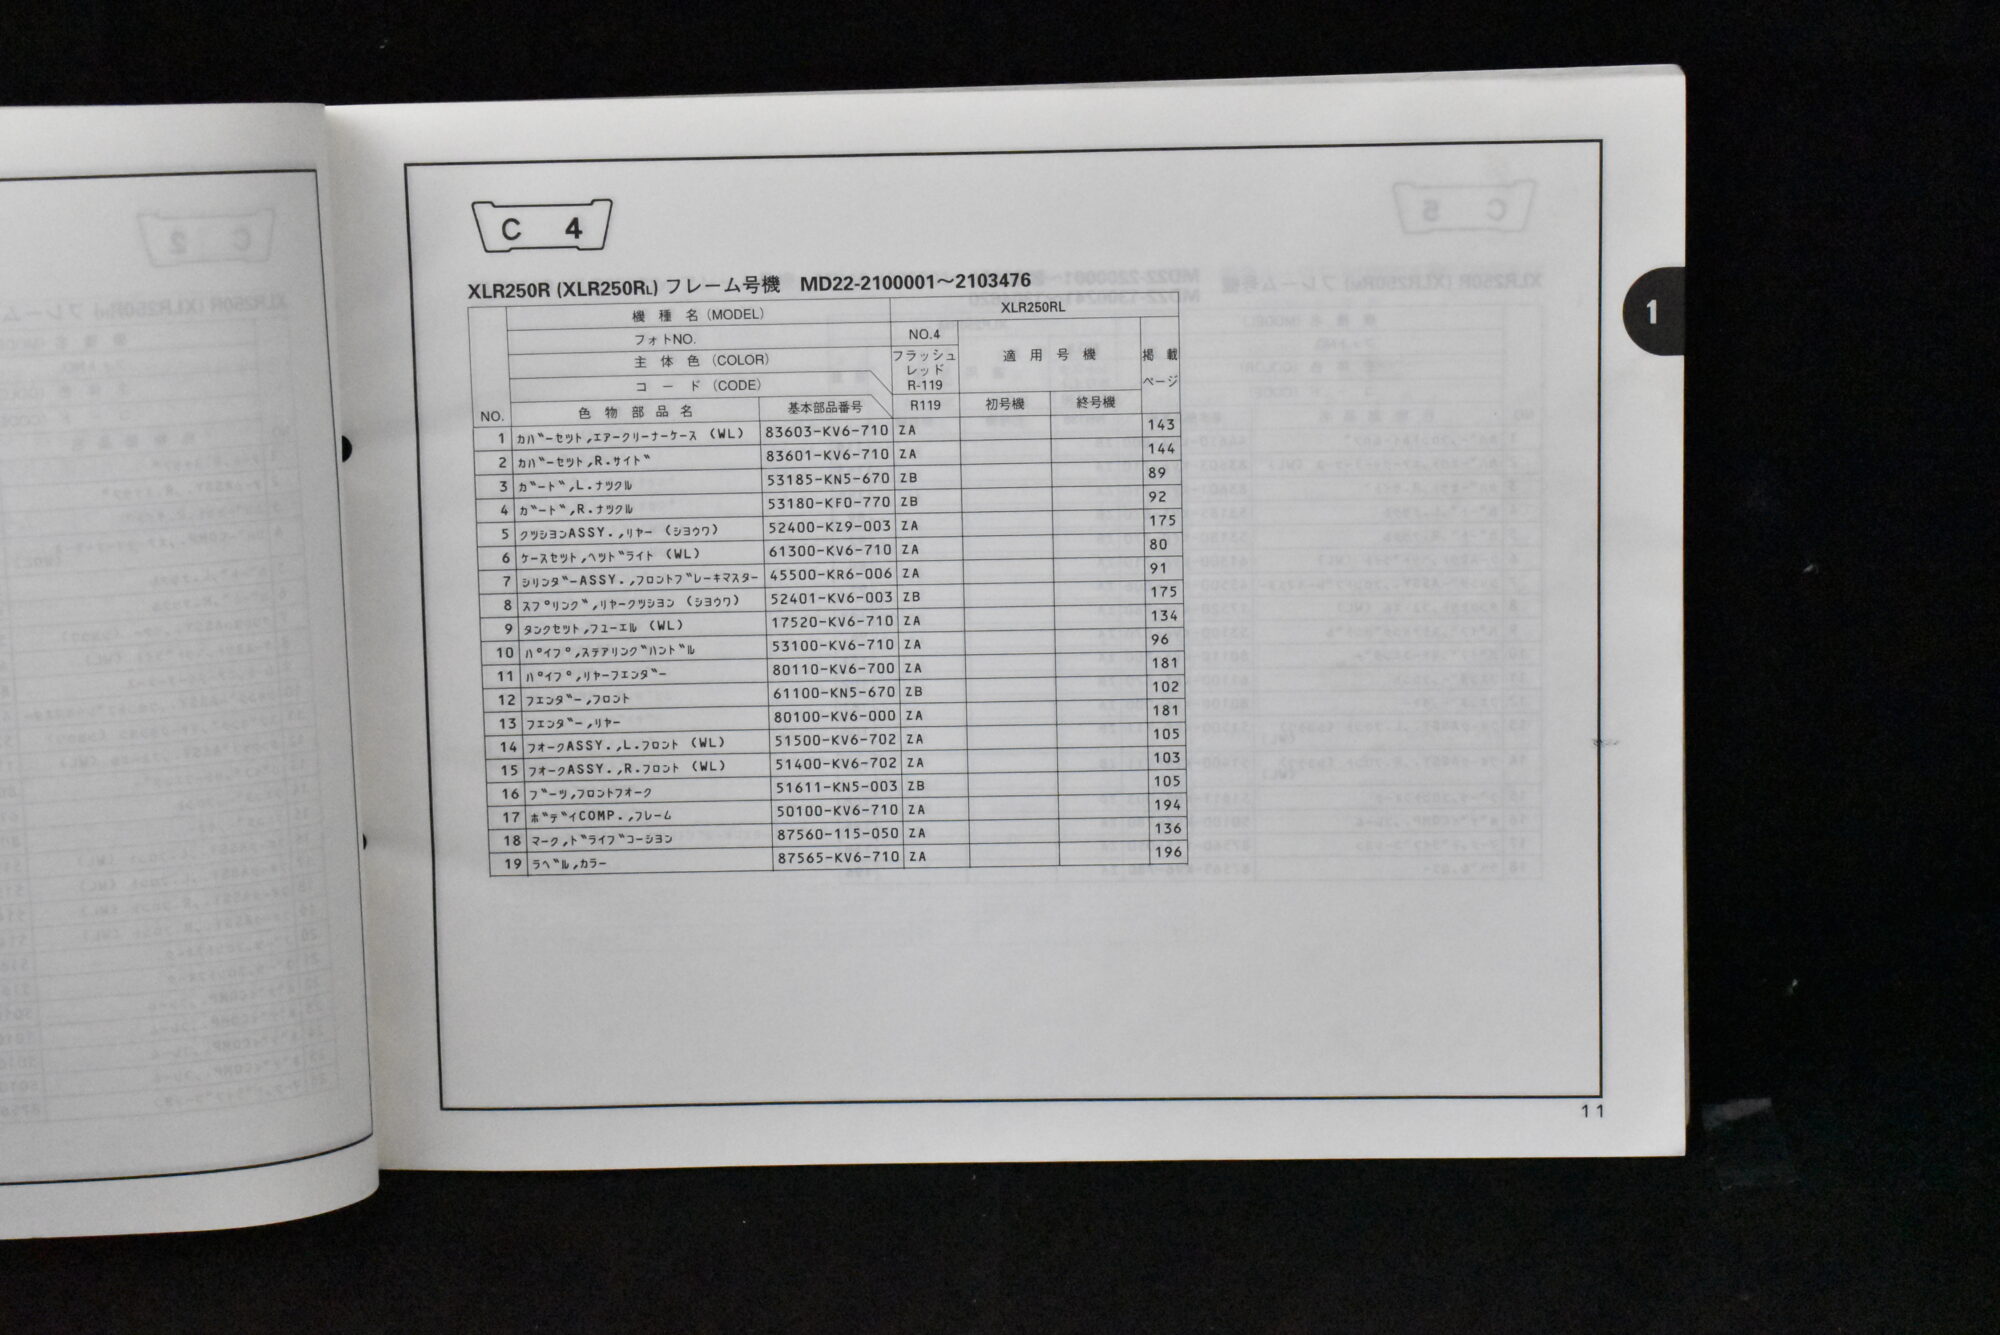 C 4
XLR250R (XLR250RL) フレーム号機 MD22-2100001～2103476
機 種 名 (MODEL) XLR250RL
フォトNO. NO.4 適 用 号 機 掲 載 ページ
主 体 色 (COLOR) フラッシュ レッド R-119
コ ー ド (CODE) R119 初号機 終号機
NO. 色 物 部 品 名 基本部品番号
1 カバーセット,エアークリーナーケース (WL) 83603-KV6-710 ZA 143
2 カバーセット,R.サイド 83601-KV6-710 ZA 144
3 ガード,L.ナツクル 53185-KN5-670 ZB 89
4 ガード,R.ナツクル 53180-KF0-770 ZB 92
5 クツシヨンASSY.,リヤー (シヨウワ) 52400-KZ9-003 ZA 175
6 ケースセット,ヘツドライト (WL) 61300-KV6-710 ZA 80
7 シリンダーASSY.,フロントブレーキマスター 45500-KR6-006 ZA 91
8 スプリング,リヤークツシヨン (シヨウワ) 52401-KV6-003 ZB 175
9 タンクセット,フユーエル (WL) 17520-KV6-710 ZA 134
10 パイプ,ステアリングハンドル 53100-KV6-710 ZA 96
11 パイプ,リヤーフエンダー 80110-KV6-700 ZA 181
12 フエンダー,フロント 61100-KN5-670 ZB 102
13 フエンダー,リヤー 80100-KV6-000 ZA 181
14 フオークASSY.,L.フロント (WL) 51500-KV6-702 ZA 105
15 フオークASSY.,R.フロント (WL) 51400-KV6-702 ZA 103
16 ブーツ,フロントフオーク 51611-KN5-003 ZB 105
17 ボデイCOMP.,フレーム 50100-KV6-710 ZA 194
18 マーク,ドライブコーシヨン 87560-115-050 ZA 136
19 ラベル,カラー 87565-KV6-710 ZA 196
1
11